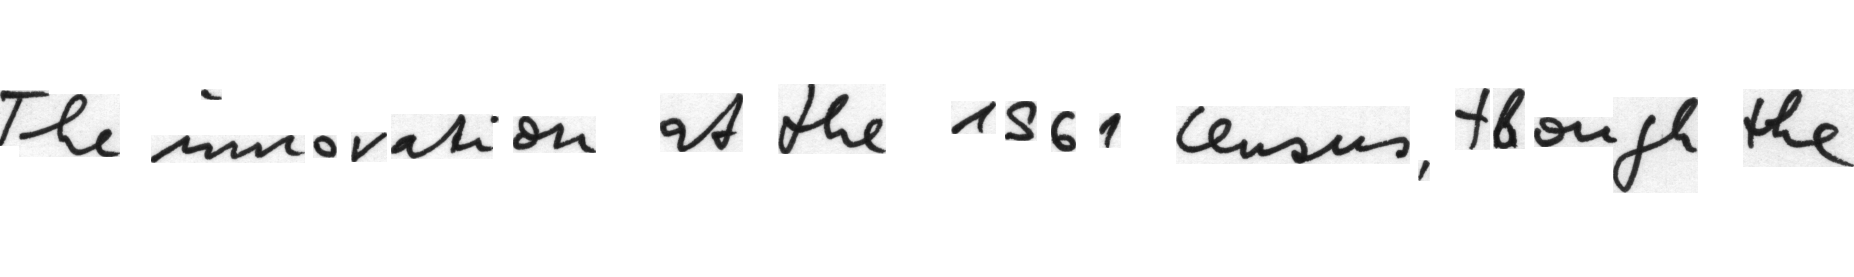 The innovation at the 1961 census, though the